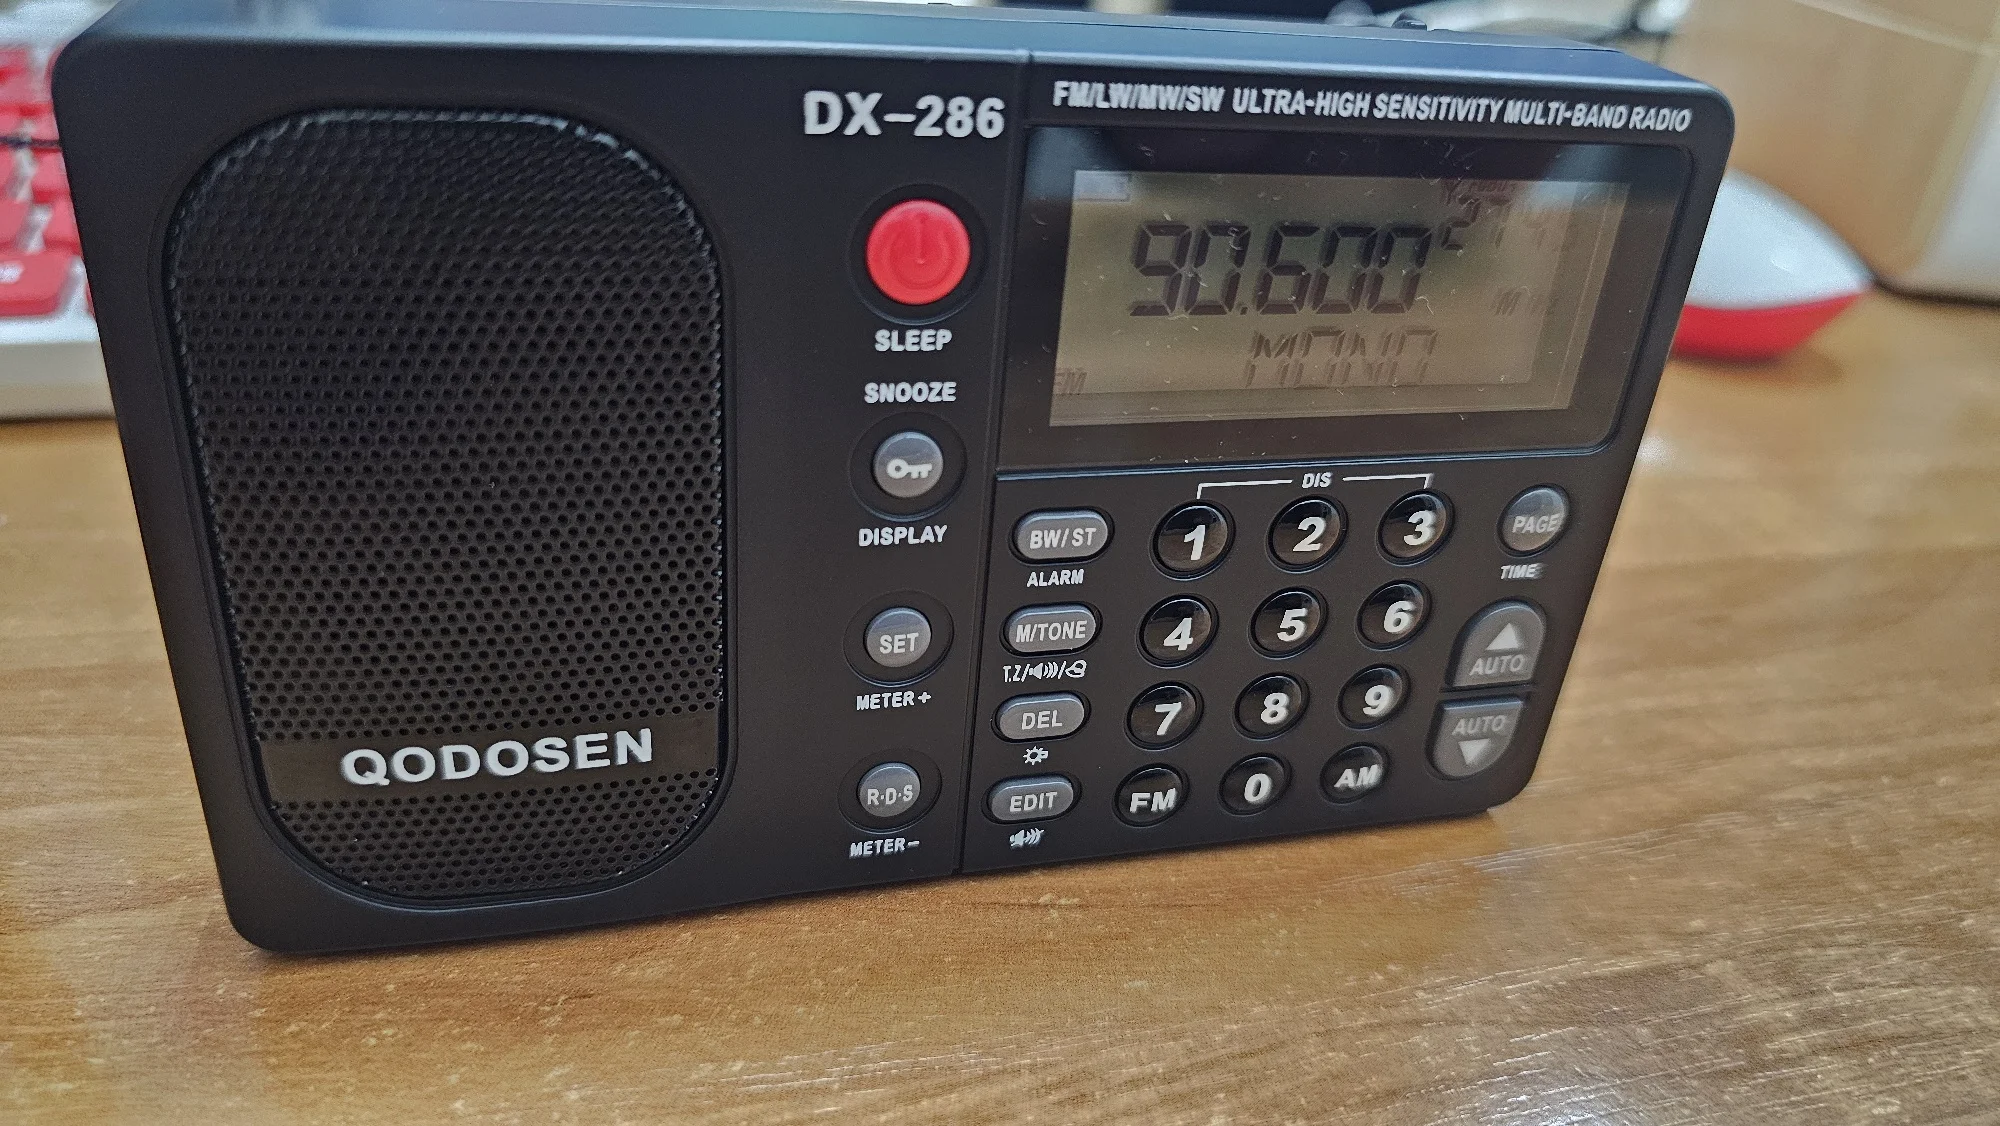 DX-286
FM/LW/MW/SW ULTRA-HIGH SENSITIVITY MULTI-BAND RADIO
90.600
MHz
MONO
FM
SLEEP
SNOOZE
DISPLAY
SET
METER+
R·D·S
METER-
QODOSEN
DIS
BW/ST
1
2
3
PAGE
ALARM
TIME
M/TONE
4
5
6
AUTO
T.Z/
DEL
7
8
9
AUTO
EDIT
FM
0
AM